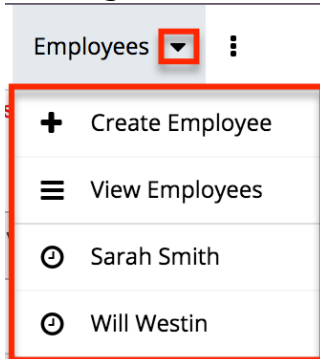 Employees
Create Employee
View Employees
Sarah Smith
Will Westin